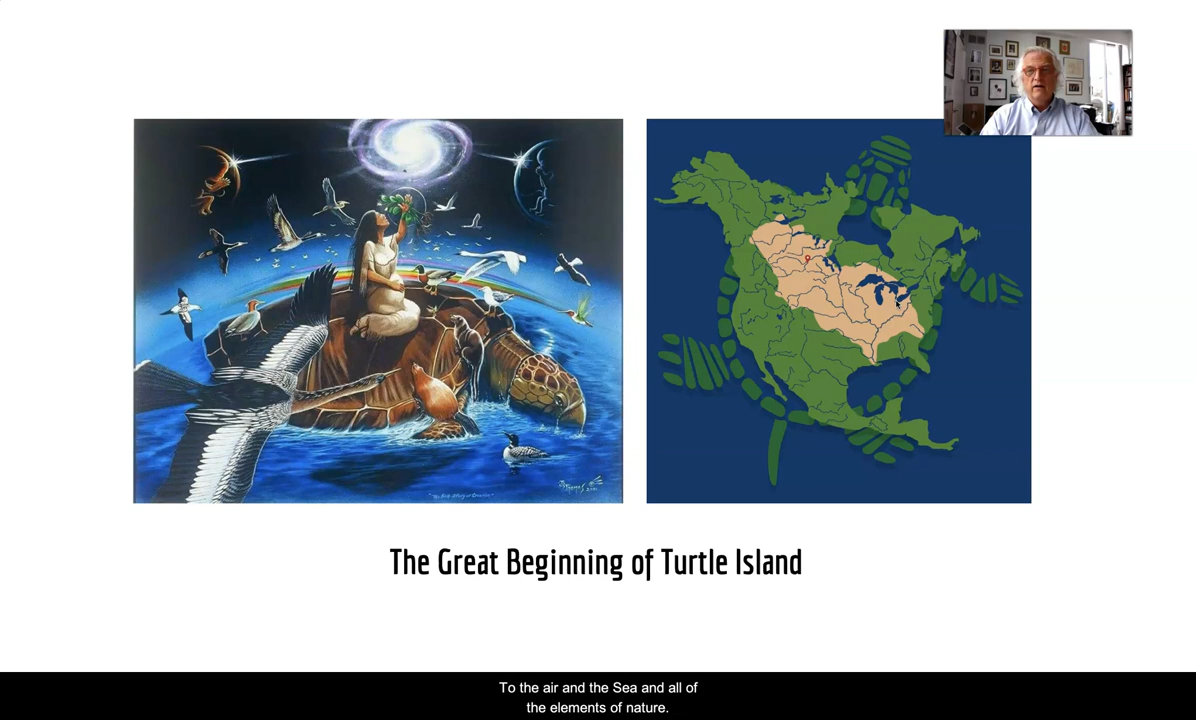 The Great Beginning of Turtle Island
To the air and the Sea and all of
the elements of nature.